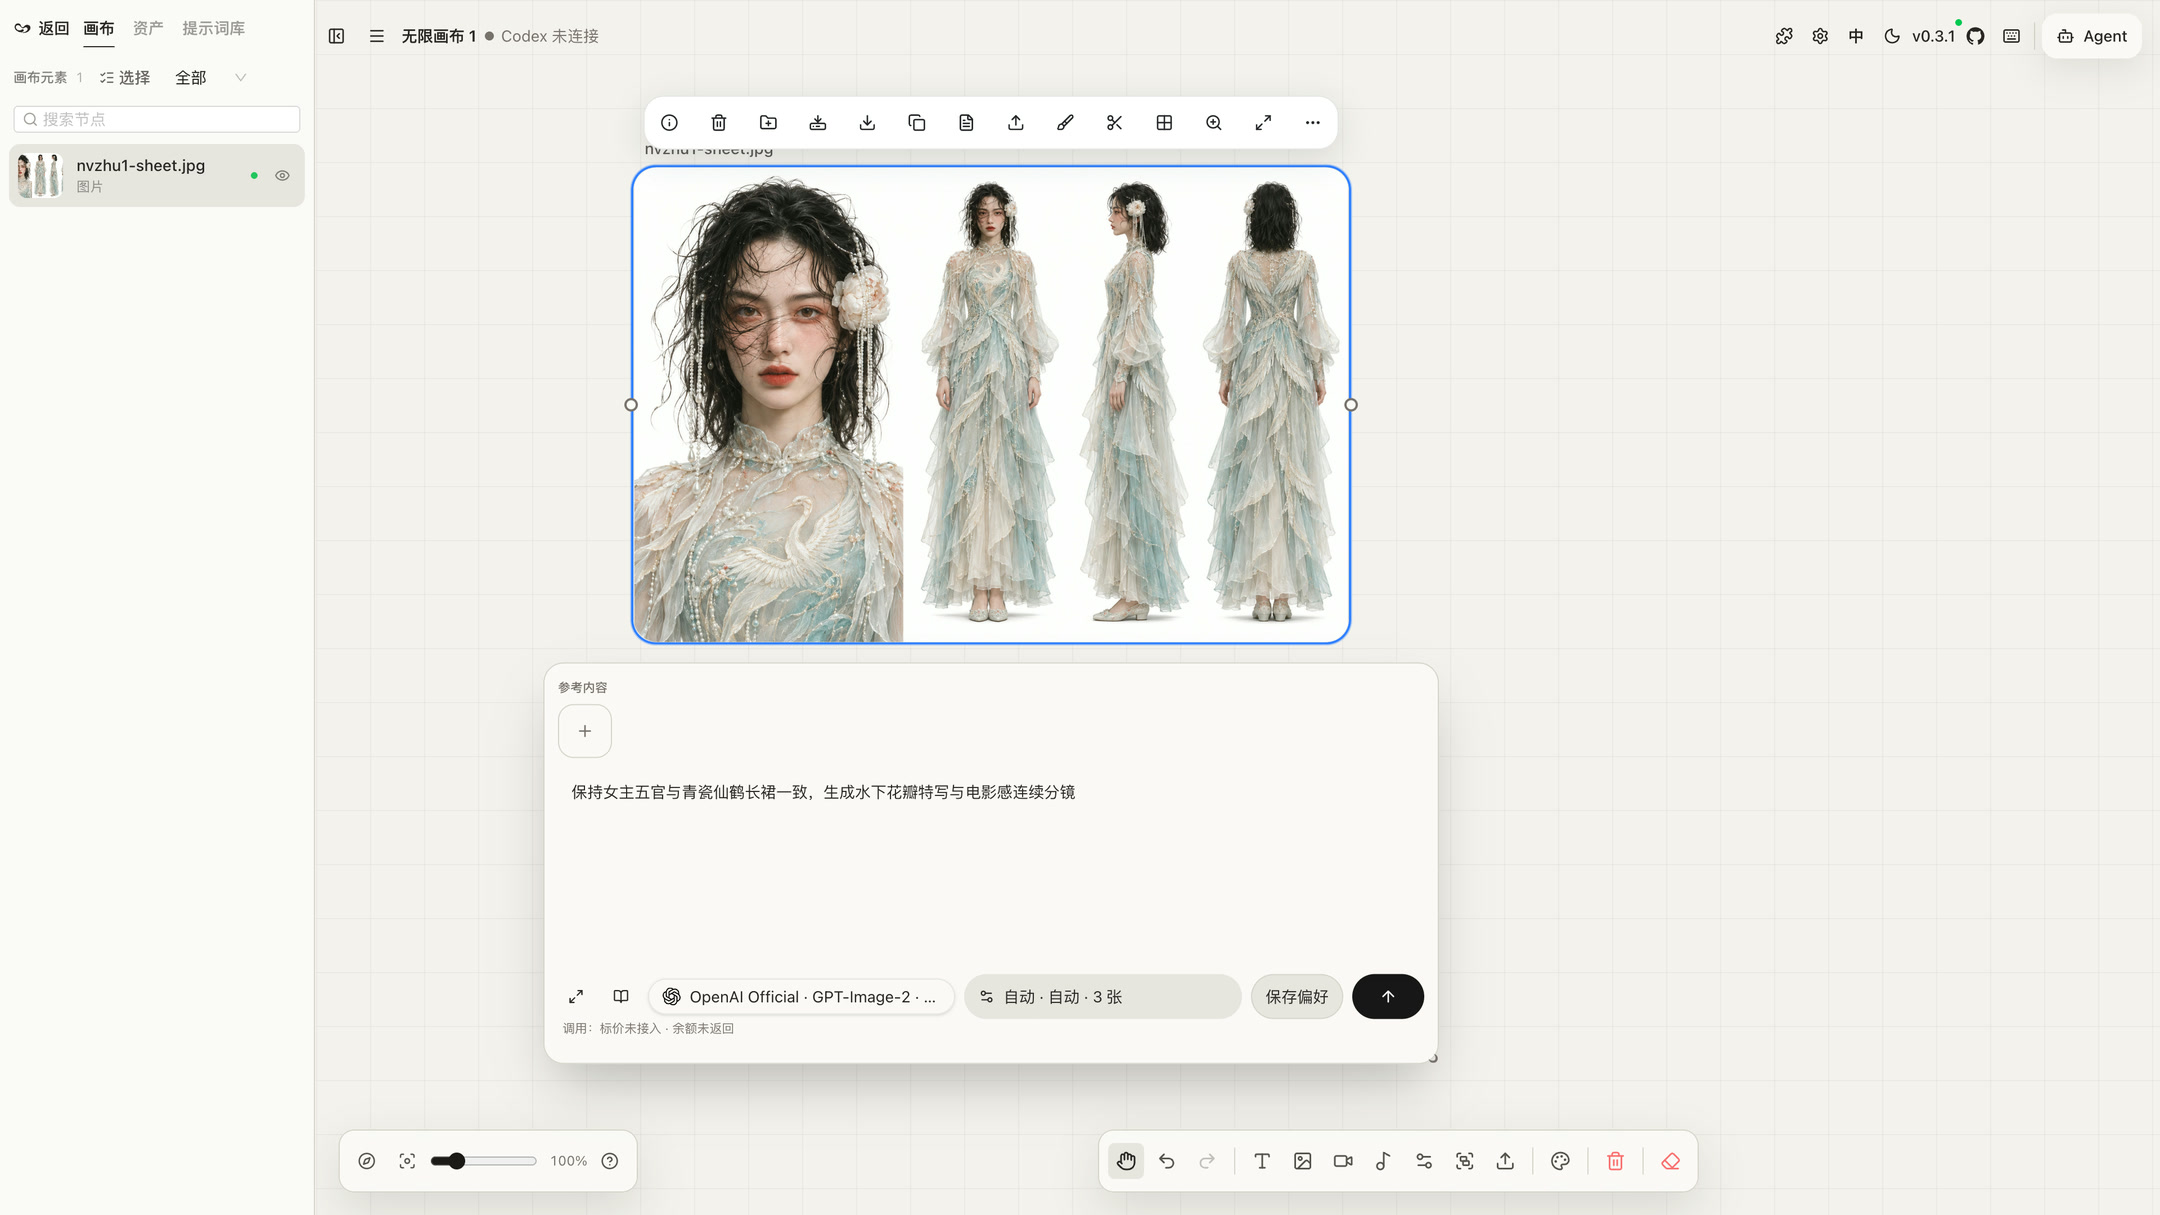 返回 画布 资产 提示词库
画布元素 1 选择 全部
搜索节点
nvzhu1-sheet.jpg
图片
无限画布 1 ● Codex 未连接
中 v0.3.1 Agent
nvzhu1-sheet.jpg
参考内容
保持女主五官与青瓷仙鹤长裙一致，生成水下花瓣特写与电影感连续分镜
OpenAI Official · GPT-Image-2 · ...
自动 · 自动 · 3 张
保存偏好
调用：标价未接入 · 余额未返回
100%